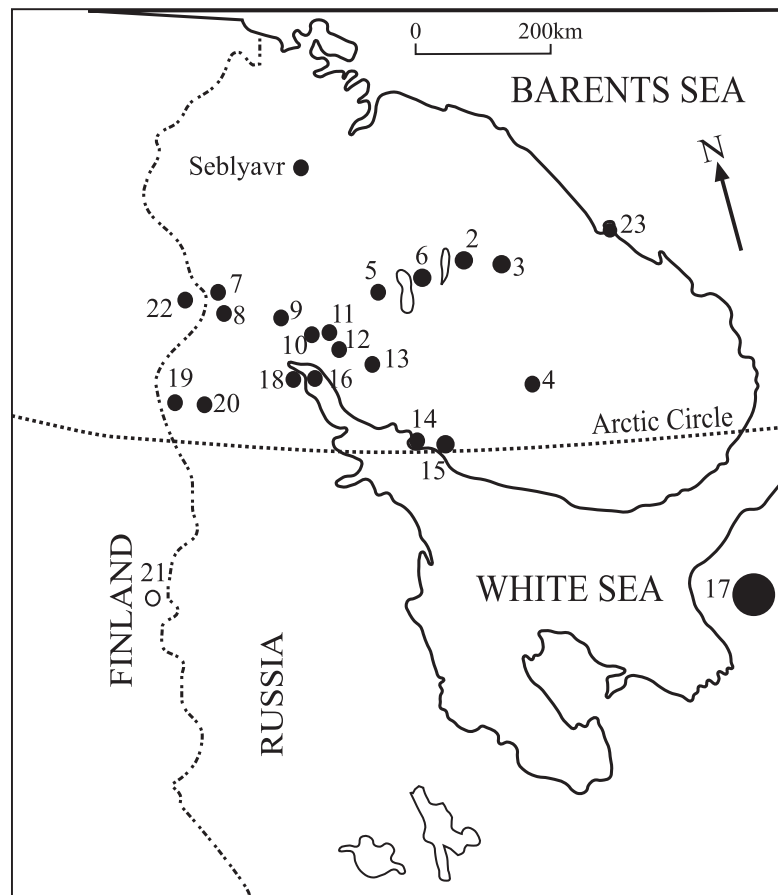 0 200km
BARENTS SEA
N
Seblyavr
23
2
3
6
5
7
22
8
9
11
10
12
13
18
16
4
19
20
14
Arctic Circle
15
FINLAND
21
WHITE SEA
17
RUSSIA